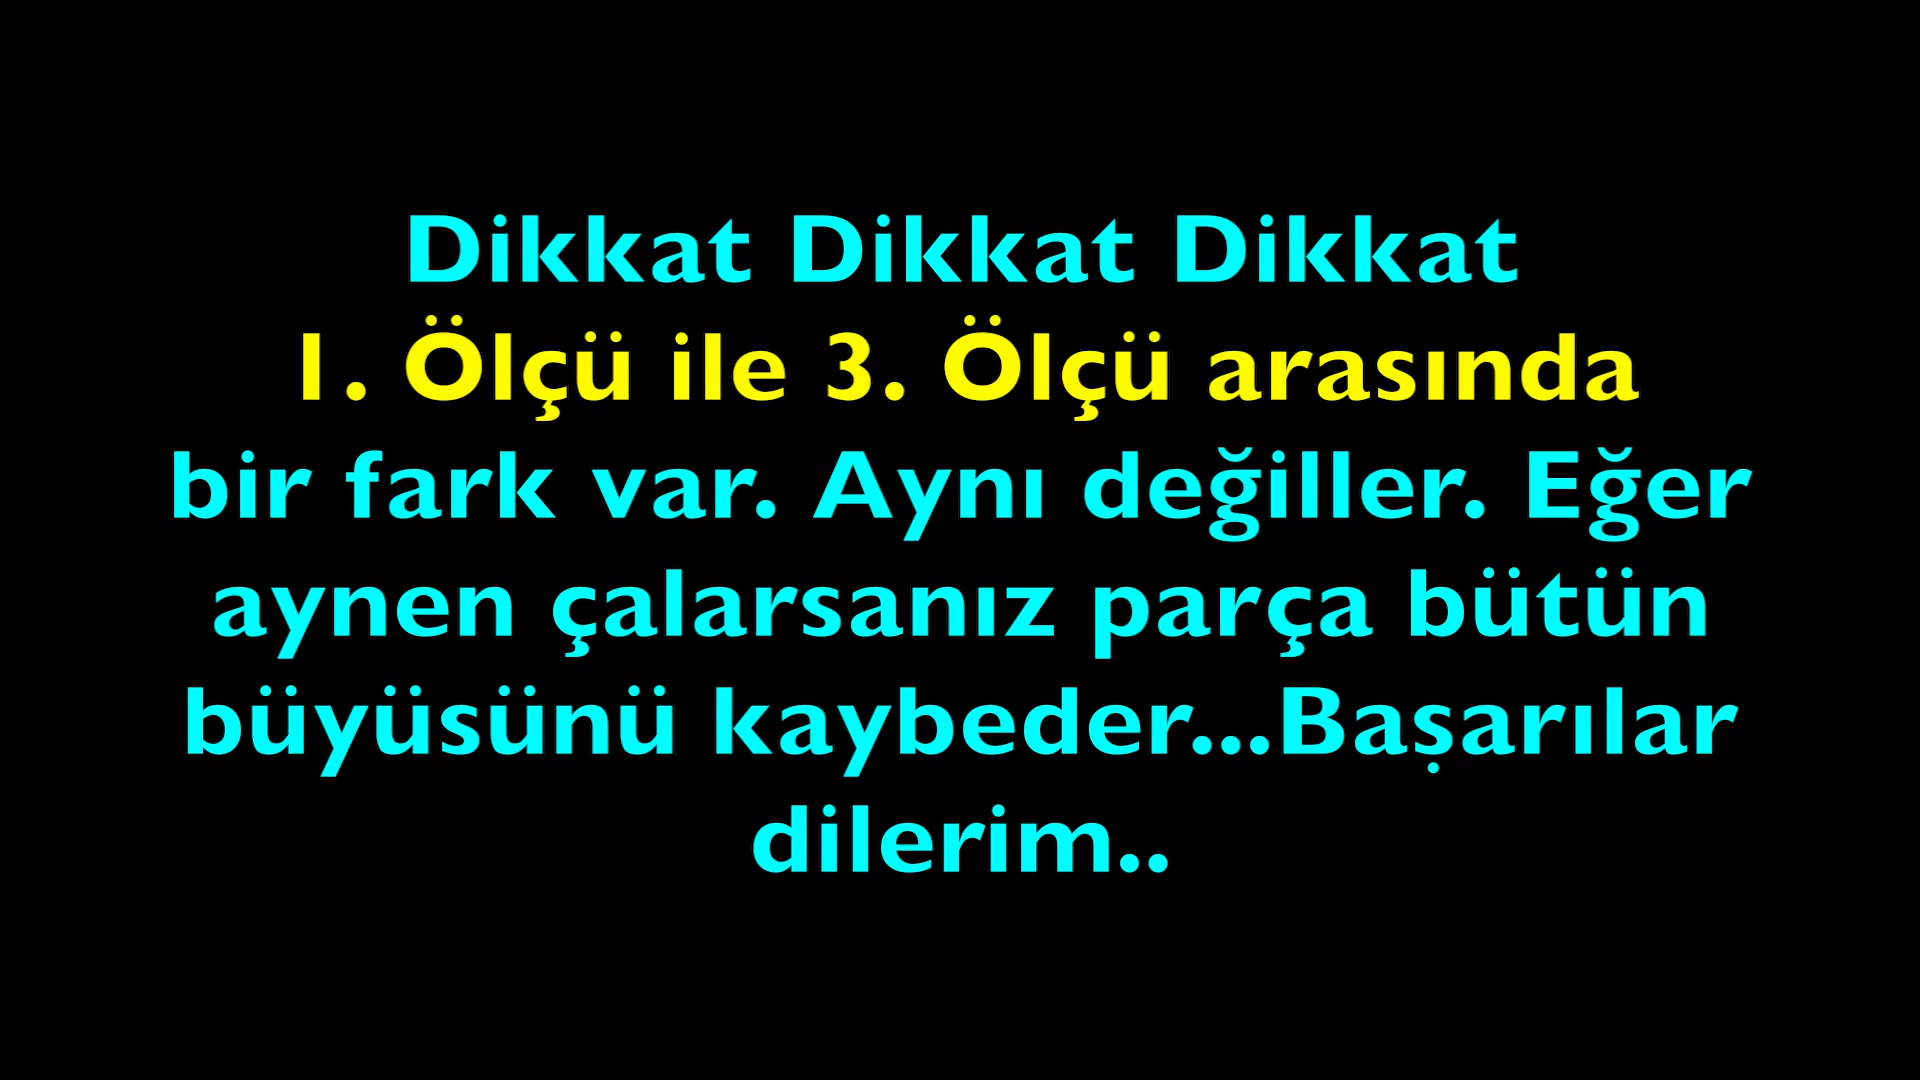 Dikkat Dikkat Dikkat
1. Ölçü ile 3. Ölçü arasında
bir fark var. Aynı değiller. Eğer
aynen çalarsanız parça bütün
büyüsünü kaybeder...Başarılar
dilerim..